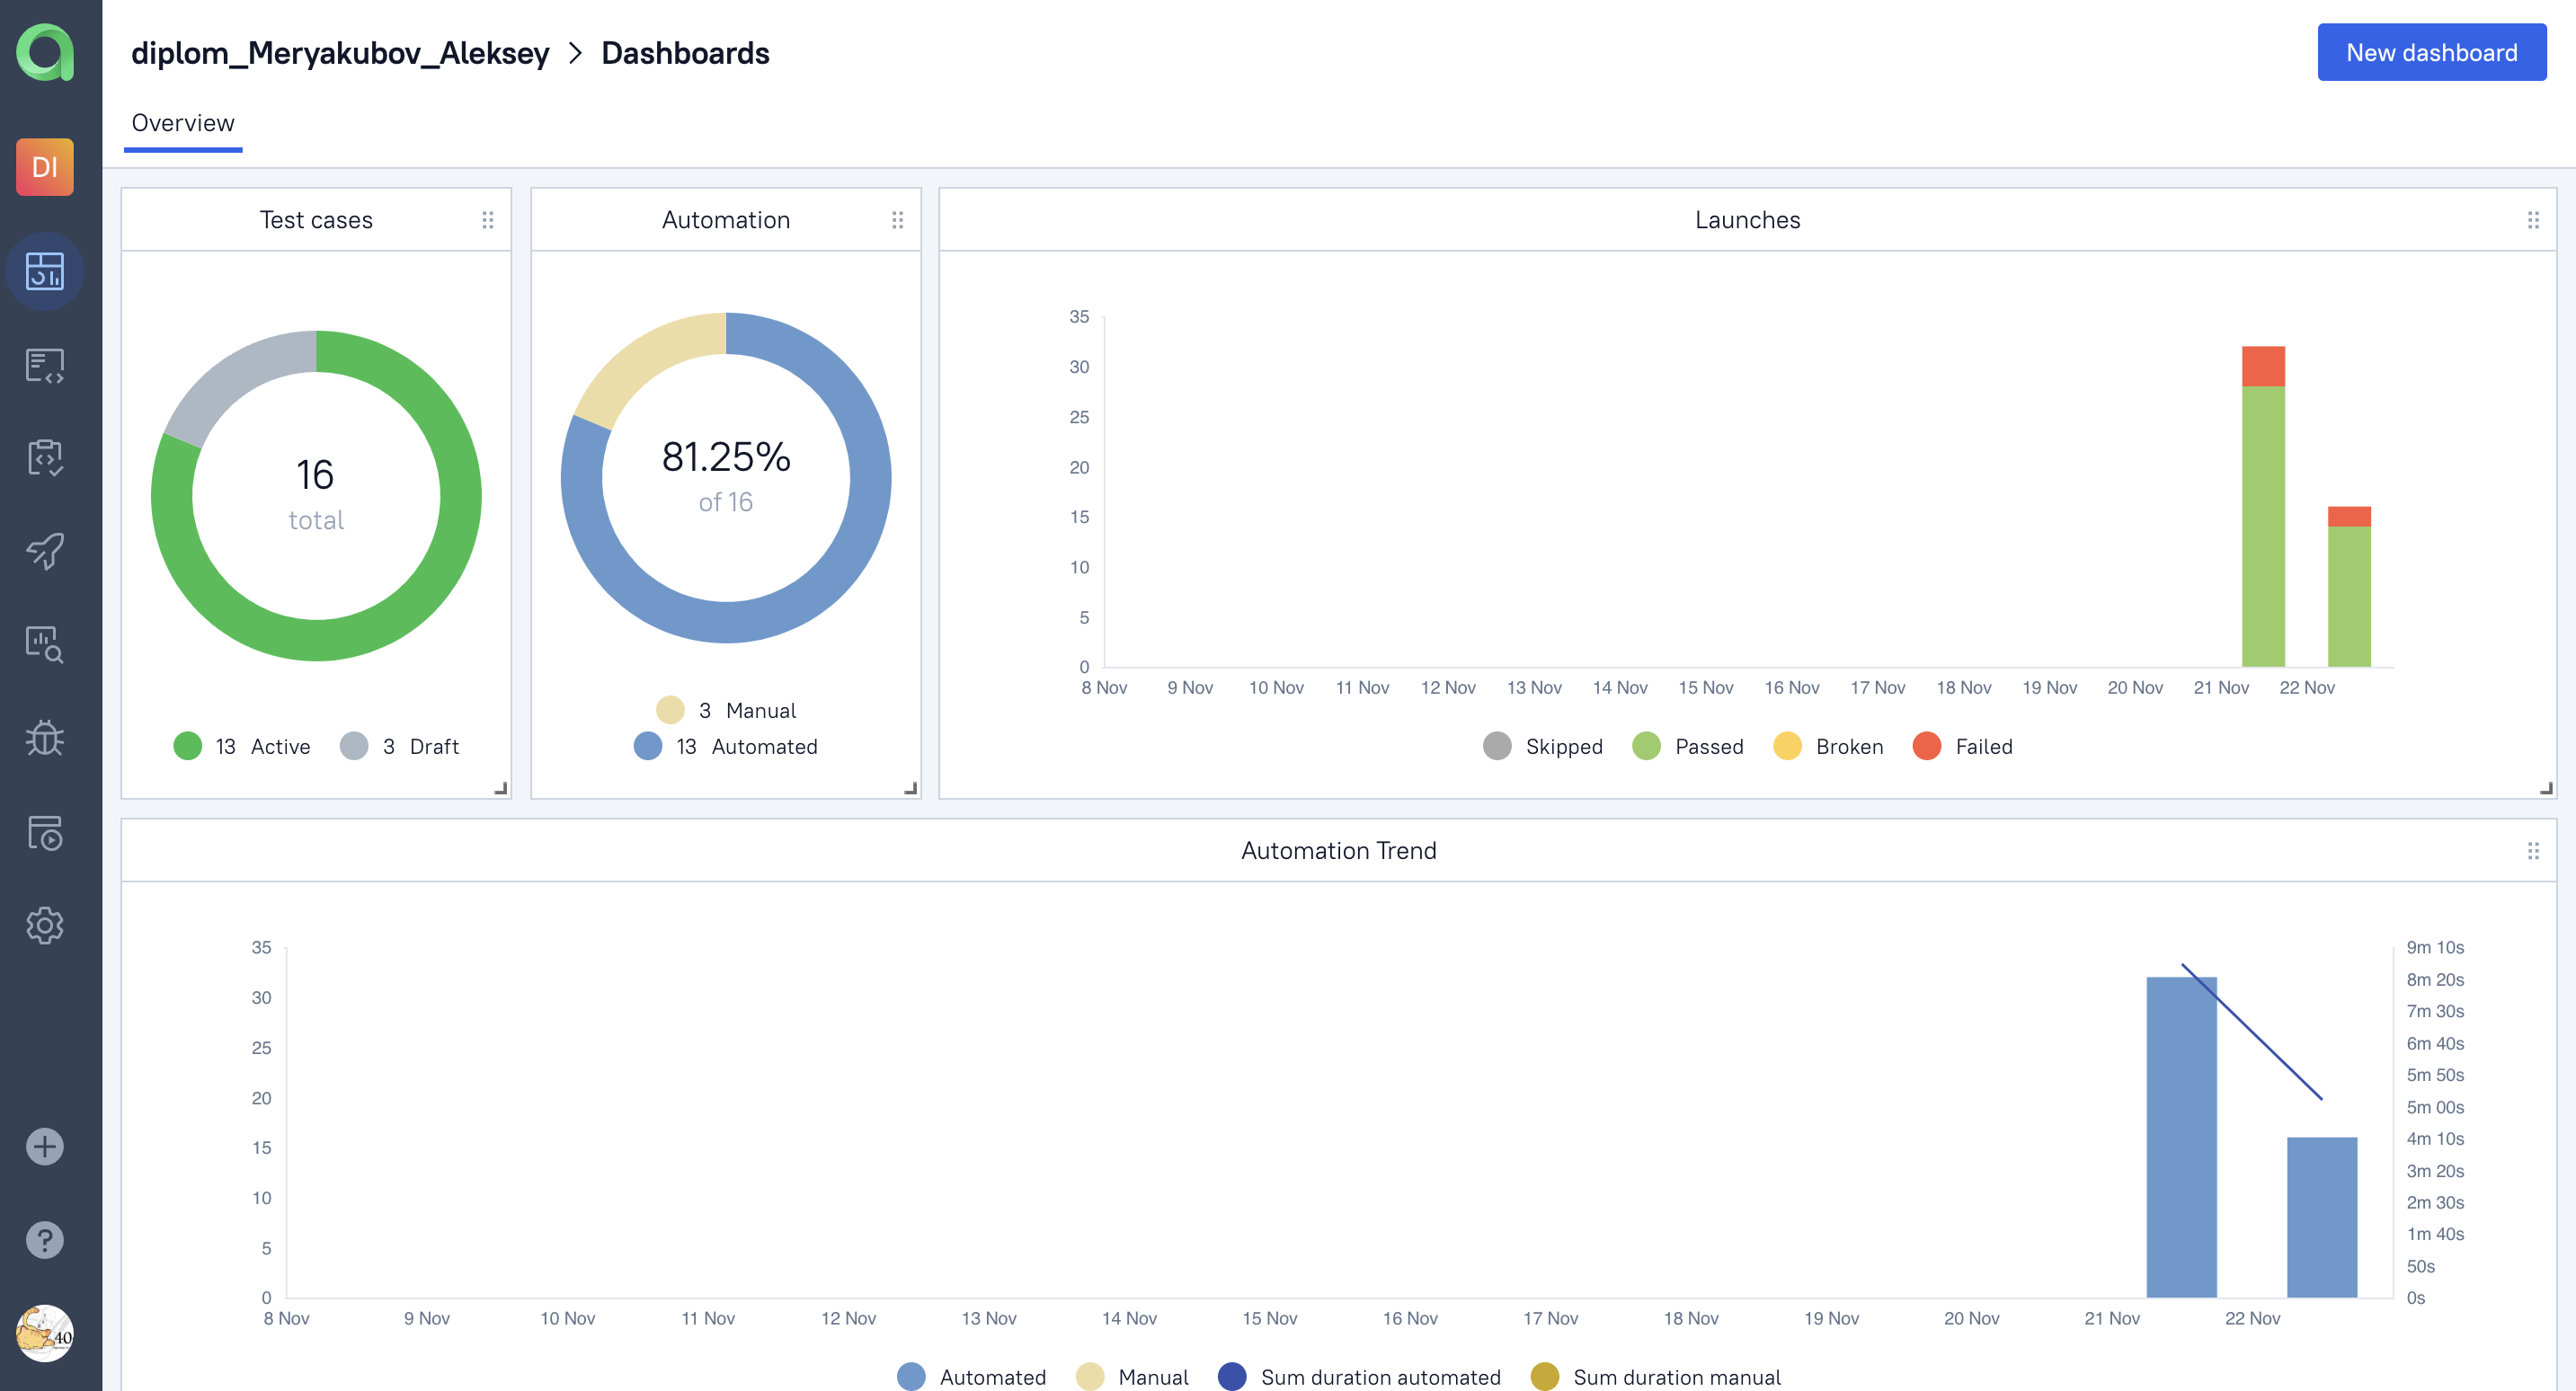 diplom_Meryakubov_Aleksey > Dashboards
New dashboard
Overview
DI
Test cases
16
total
13 Active
3 Draft
Automation
81.25%
of 16
3 Manual
13 Automated
Launches
35
30
25
20
15
10
5
0
8 Nov 9 Nov 10 Nov 11 Nov 12 Nov 13 Nov 14 Nov 15 Nov 16 Nov 17 Nov 18 Nov 19 Nov 20 Nov 21 Nov 22 Nov
Skipped Passed Broken Failed
Automation Trend
35
30
25
20
15
10
5
0
9m 10s
8m 20s
7m 30s
6m 40s
5m 50s
5m 00s
4m 10s
3m 20s
2m 30s
1m 40s
50s
0s
8 Nov 9 Nov 10 Nov 11 Nov 12 Nov 13 Nov 14 Nov 15 Nov 16 Nov 17 Nov 18 Nov 19 Nov 20 Nov 21 Nov 22 Nov
Automated Manual Sum duration automated Sum duration manual
?
40